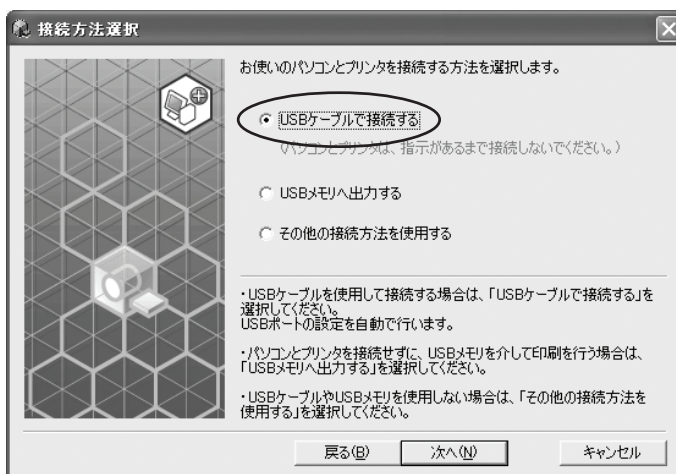 接続方法選択
お使いのパソコンとプリンタを接続する方法を選択します。
USBケーブルで接続する
(パソコンとプリンタは、指示があるまで接続しないでください。)
USBメモリへ出力する
その他の接続方法を使用する
・USBケーブルを使用して接続する場合は、「USBケーブルで接続する」を
選択してください。
USBポートの設定を自動で行います。
・パソコンとプリンタを接続せずに、USBメモリを介して印刷を行う場合は、
「USBメモリへ出力する」を選択してください。
・USBケーブルやUSBメモリを使用しない場合は、「その他の接続方法を
使用する」を選択してください。
戻る(B) 次へ(N) キャンセル